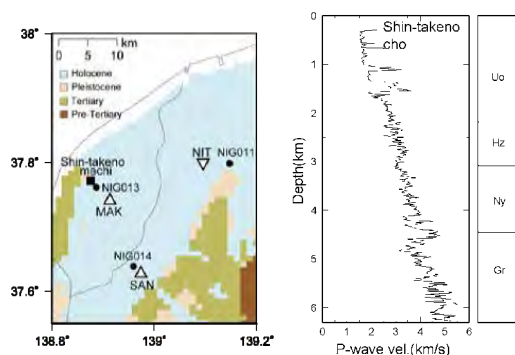 38°
0 5 10
km
Holocene
Pleistocene
Tertiary
Pre-Tertiary
NIT NIG011
37.8°
Shin-takeno
machi
NIG013
MAK
NIG014
SAN
37.6°
138.8° 139° 139.2°
0
1
2
3
4
5
6
Depth(km)
Shin-takeno
cho
Uo
Hz
Ny
Gr
0 1 2 3 4 5 6
P-wave vel.(km/s)